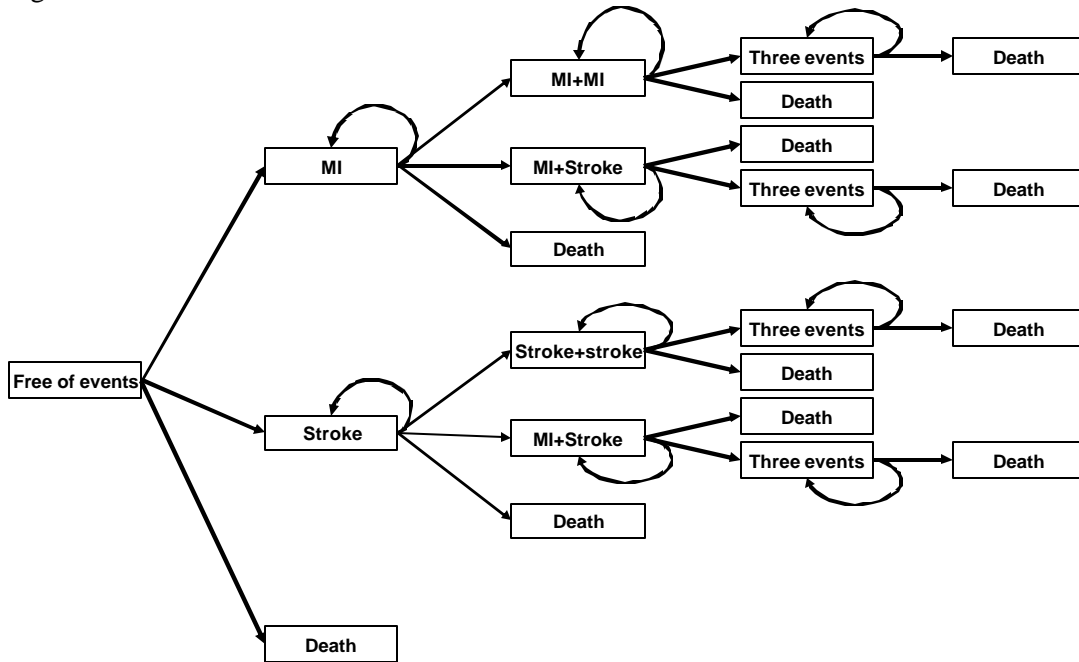 MI+MI
Three events
Death
Death
MI
MI+Stroke
Death
Three events
Death
Death
Free of events
Stroke+stroke
Three events
Death
Death
Stroke
MI+Stroke
Death
Three events
Death
Death
Death